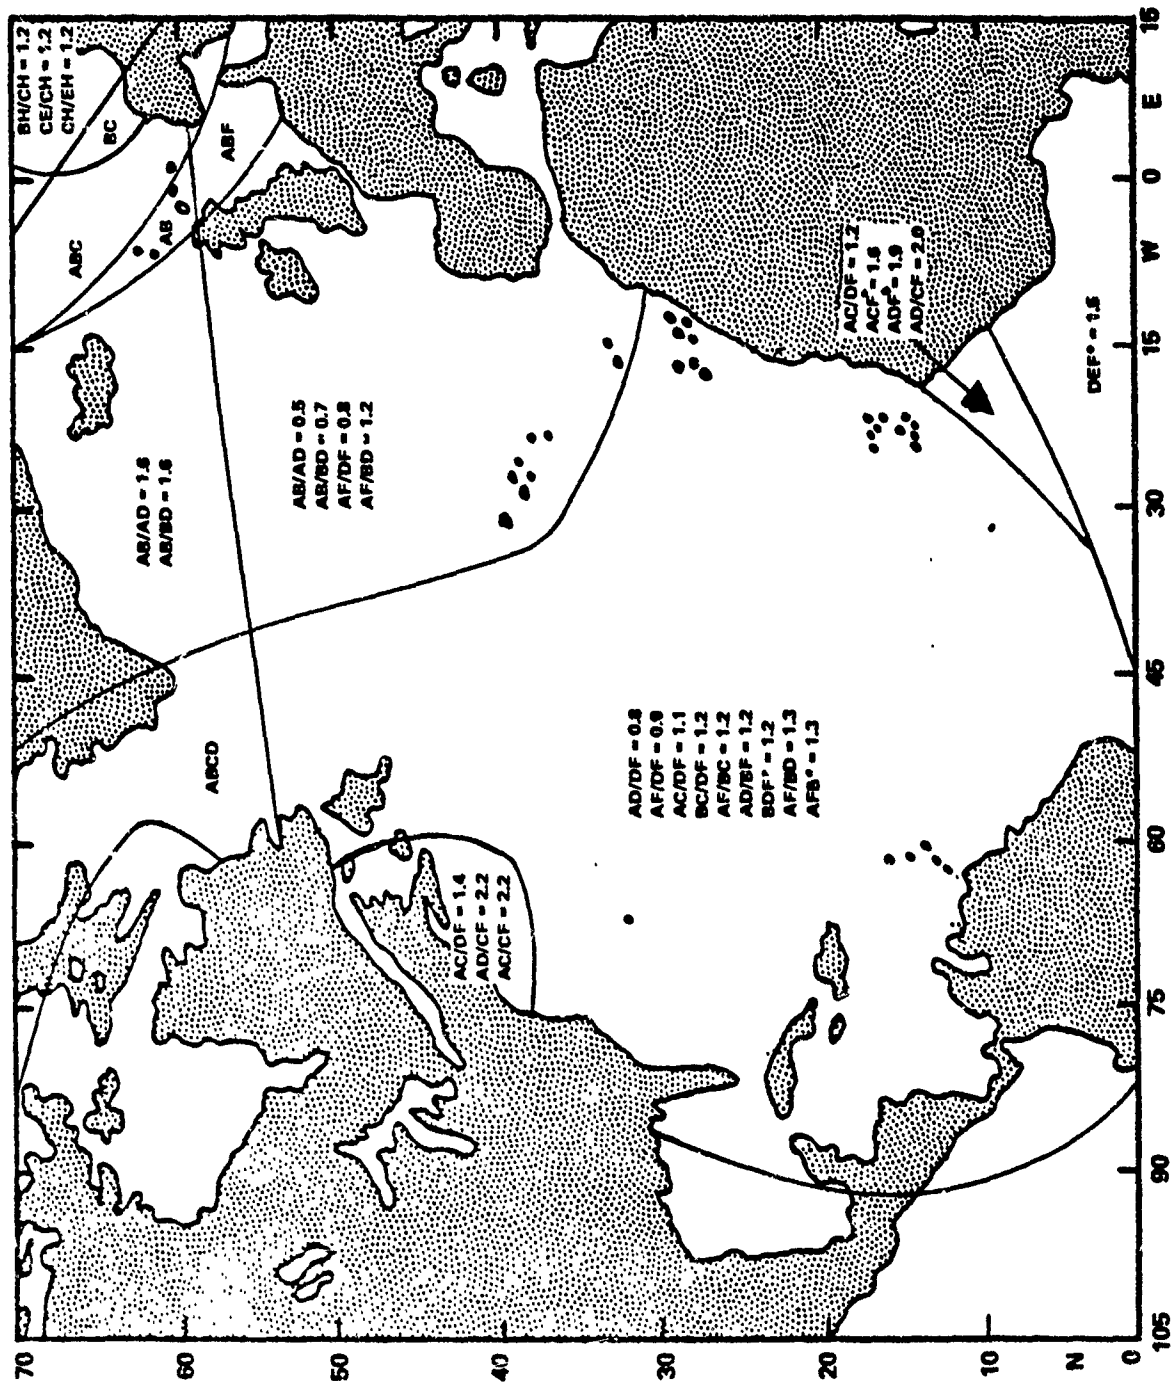 BH/CH = 1.2
CE/CH = 1.2
CH/EH = 1.2
BC
ABF
AB
ABC
AB/AD = 1.6
AB/BD = 1.6
AB/AD = 0.5
AB/BD = 0.7
AF/DF = 0.8
AF/BD = 1.2
AC/DF = 1.2
ACFᵇ = 1.6
ADFᵇ = 1.9
AD/CF = 2.0
DEFᵃ = 1.5
ABCD
AD/DF = 0.8
AF/DF = 0.9
AC/DF = 1.1
BC/DF = 1.2
AF/BC = 1.2
AD/BF = 1.2
BDFᵃ = 1.2
AF/BD = 1.3
AFBᵃ = 1.3
AC/DF = 1.4
AD/CF = 2.2
AC/CF = 2.2
70
60
50
40
30
20
10
N
0
105
90
75
60
45
30
15
W
0
E
15